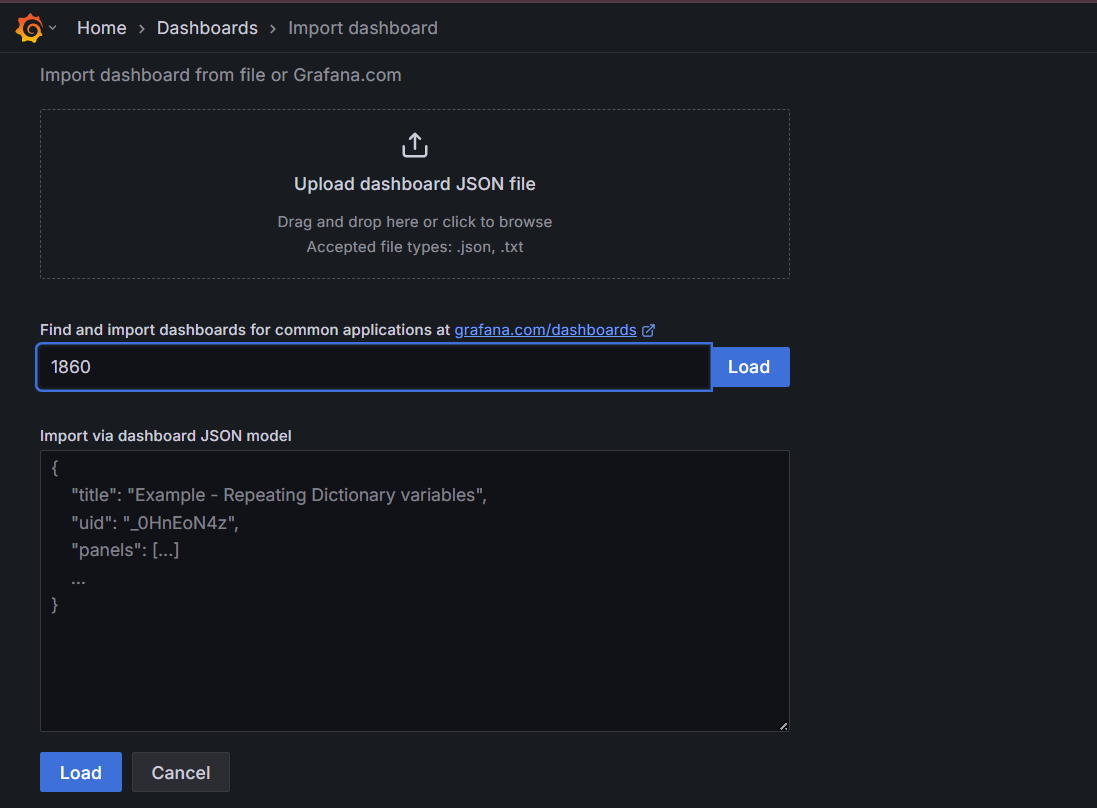 Home > Dashboards > Import dashboard
Import dashboard from file or Grafana.com
Upload dashboard JSON file
Drag and drop here or click to browse
Accepted file types: .json, .txt
Find and import dashboards for common applications at grafana.com/dashboards
1860 Load
Import via dashboard JSON model
{
"title": "Example - Repeating Dictionary variables",
"uid": "_0HnEoN4z",
"panels": [...]
...
}
Load Cancel